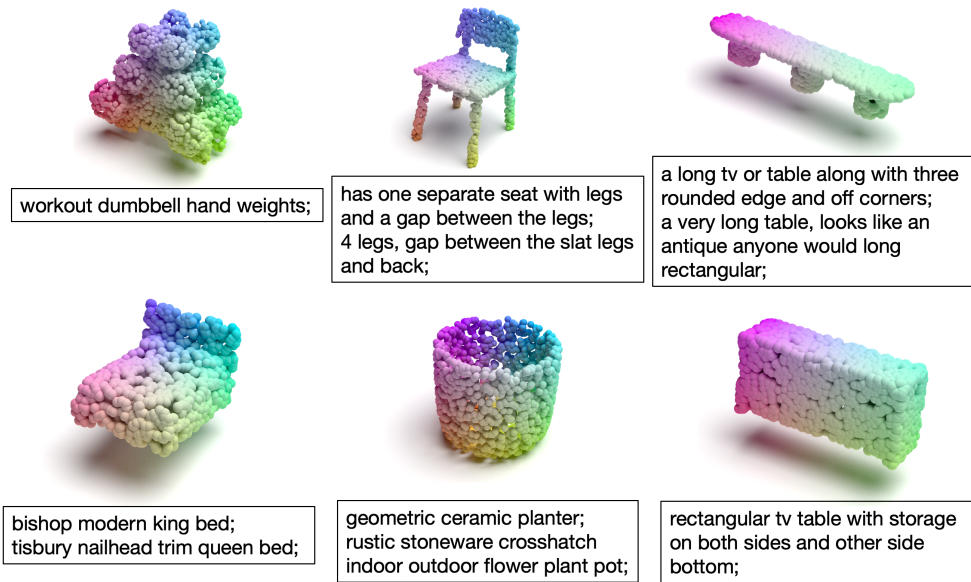 workout dumbbell hand weights;
has one separate seat with legs
and a gap between the legs;
4 legs, gap between the slat legs
and back;
a long tv or table along with three
rounded edge and off corners;
a very long table, looks like an
antique anyone would long
rectangular;
bishop modern king bed;
tisbury nailhead trim queen bed;
geometric ceramic planter;
rustic stoneware crosshatch
indoor outdoor flower plant pot;
rectangular tv table with storage
on both sides and other side
bottom;